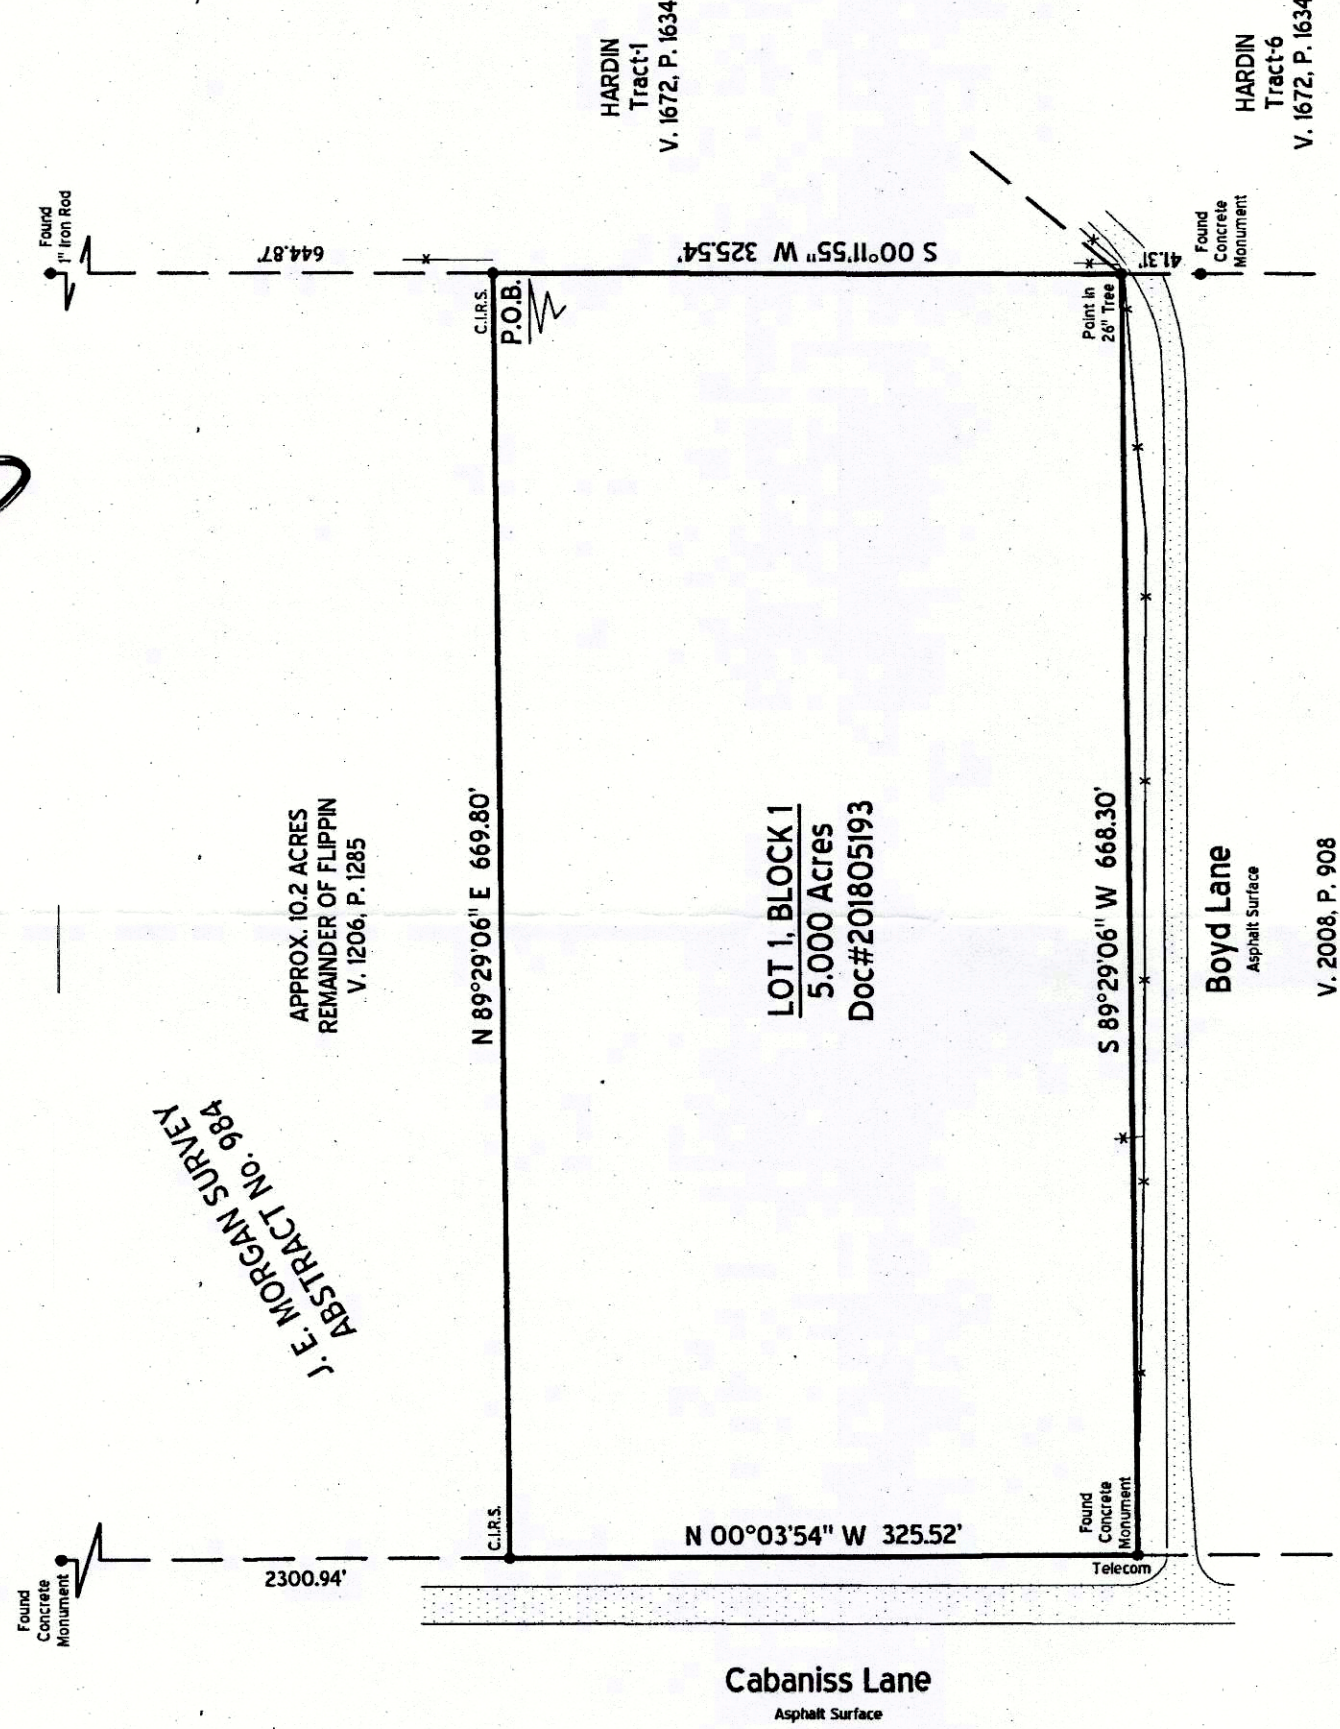 Found
1" Iron Rod
644.87'
HARDIN
Tract-1
V. 1672, P. 1634
HARDIN
Tract-6
V. 1672, P. 1634
C.I.R.S.
P.O.B.
S 00°11'55" W 325.54'
Point in
26" Tree
41.31'
Found
Concrete
Monument
APPROX. 10.2 ACRES
REMAINDER OF FLIPPIN
V. 1206, P. 1285
N 89°29'06" E 669.80'
LOT 1, BLOCK 1
5.000 Acres
Doc#201805193
S 89°29'06" W 668.30'
Boyd Lane
Asphalt Surface
V. 2008, P. 908
J. E. MORGAN SURVEY
ABSTRACT No. 984
Found
Concrete
Monument
2300.94'
C.I.R.S.
N 00°03'54" W 325.52'
Found
Concrete
Monument
Telecom
Cabaniss Lane
Asphalt Surface